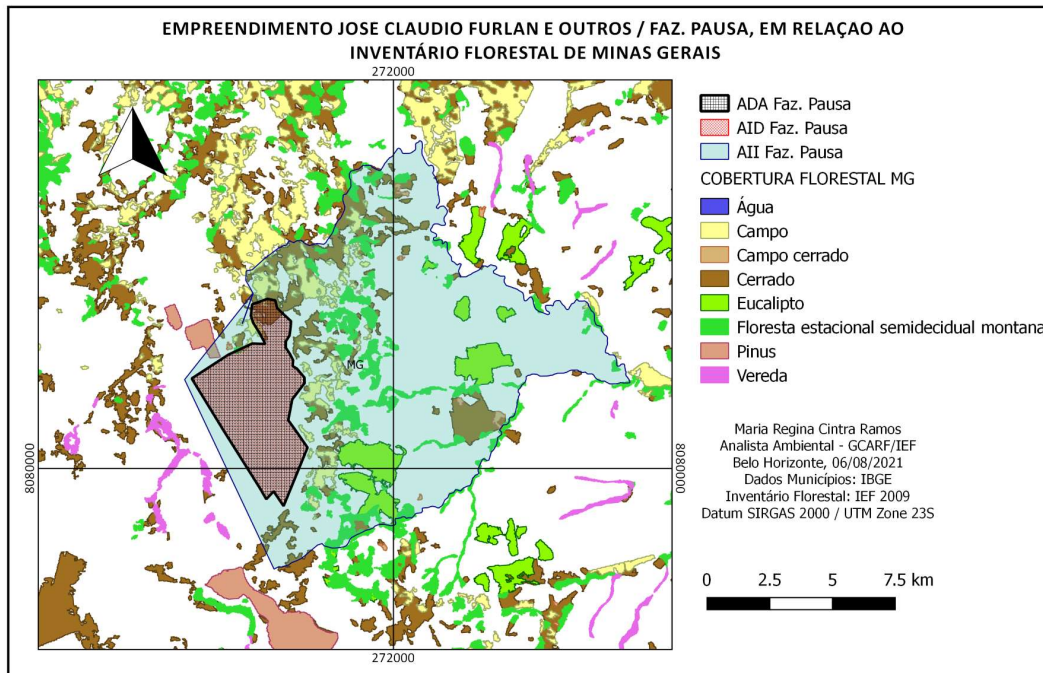 EMPREENDIMENTO JOSE CLAUDIO FURLAN E OUTROS / FAZ. PAUSA, EM RELAÇAO AO
INVENTÁRIO FLORESTAL DE MINAS GERAIS
272000
ADA Faz. Pausa
AID Faz. Pausa
AII Faz. Pausa
COBERTURA FLORESTAL MG
Água
Campo
Campo cerrado
Cerrado
Eucalipto
Floresta estacional semidecidual montana
Pinus
Vereda
MG
8080000
8080000
Maria Regina Cintra Ramos
Analista Ambiental - GCARF/IEF
Belo Horizonte, 06/08/2021
Dados Municípios: IBGE
Inventário Florestal: IEF 2009
Datum SIRGAS 2000 / UTM Zone 23S
0 2.5 5 7.5 km
272000